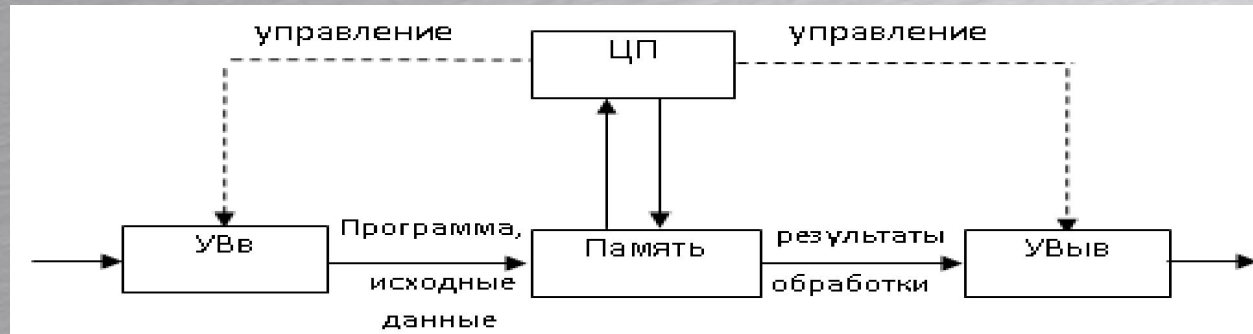 управление
управление
ЦП
УВв
Программа,
исходные
данные
Память
результаты
обработки
УВыв